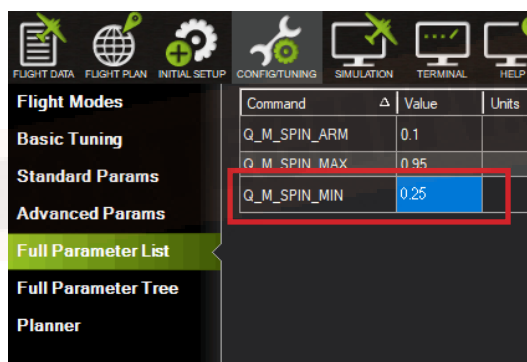 FLIGHT DATA FLIGHT PLAN INITIAL SETUP CONFIG/TUNING SIMULATION TERMINAL HELP
Flight Modes
Basic Tuning
Standard Params
Advanced Params
Full Parameter List
Full Parameter Tree
Planner
Command Value Units
Q_M_SPIN_ARM 0.1
Q_M_SPIN_MAX 0.95
Q_M_SPIN_MIN 0.25